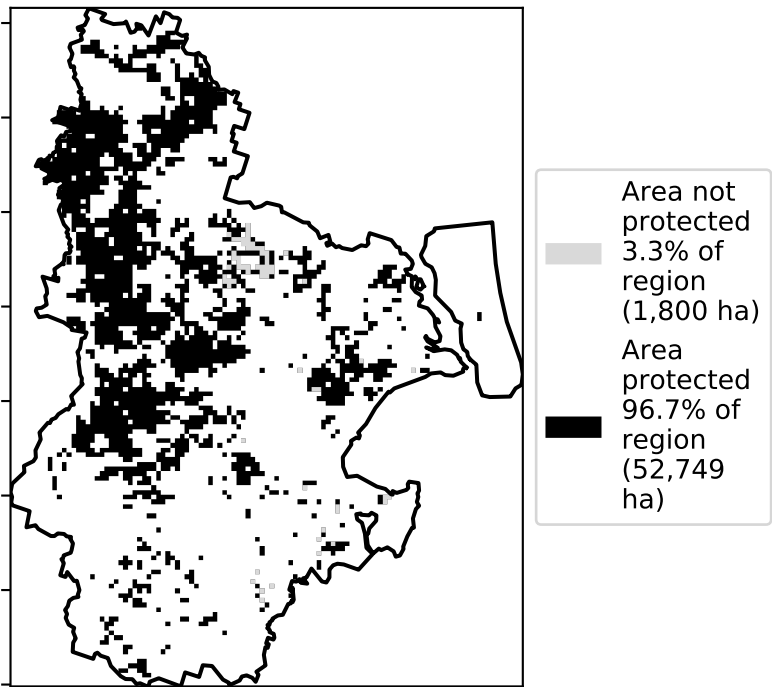 Area not
protected
3.3% of
region
(1,800 ha)
Area
protected
96.7% of
region
(52,749
ha)